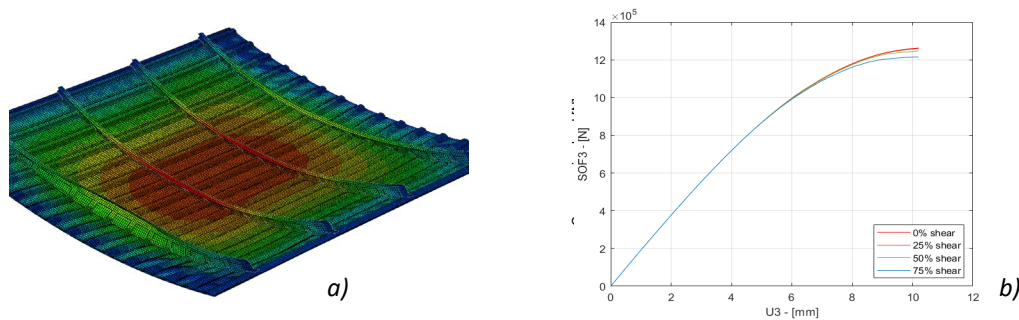 a)
×10⁵
14
12
10
8
6
4
2
0
SOF3 - [N]
0 2 4 6 8 10 12
U3 - [mm]
0% shear
25% shear
50% shear
75% shear
b)